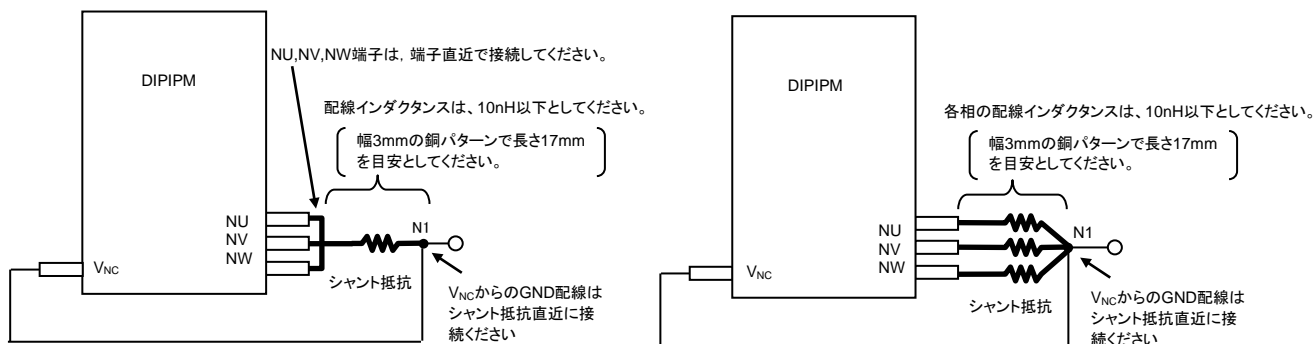 NU,NV,NW端子は，端子直近で接続してください。
DIPIPM
配線インダクタンスは、10nH以下としてください。
幅3mmの銅パターンで長さ17mm
を目安としてください。
NU
NV
NW
N1
VNC
シャント抵抗
VNCからのGND配線は
シャント抵抗直近に接
続ください
DIPIPM
各相の配線インダクタンスは、10nH以下としてください。
幅3mmの銅パターンで長さ17mm
を目安としてください。
NU
NV
NW
N1
VNC
シャント抵抗
VNCからのGND配線は
シャント抵抗直近に接
続ください